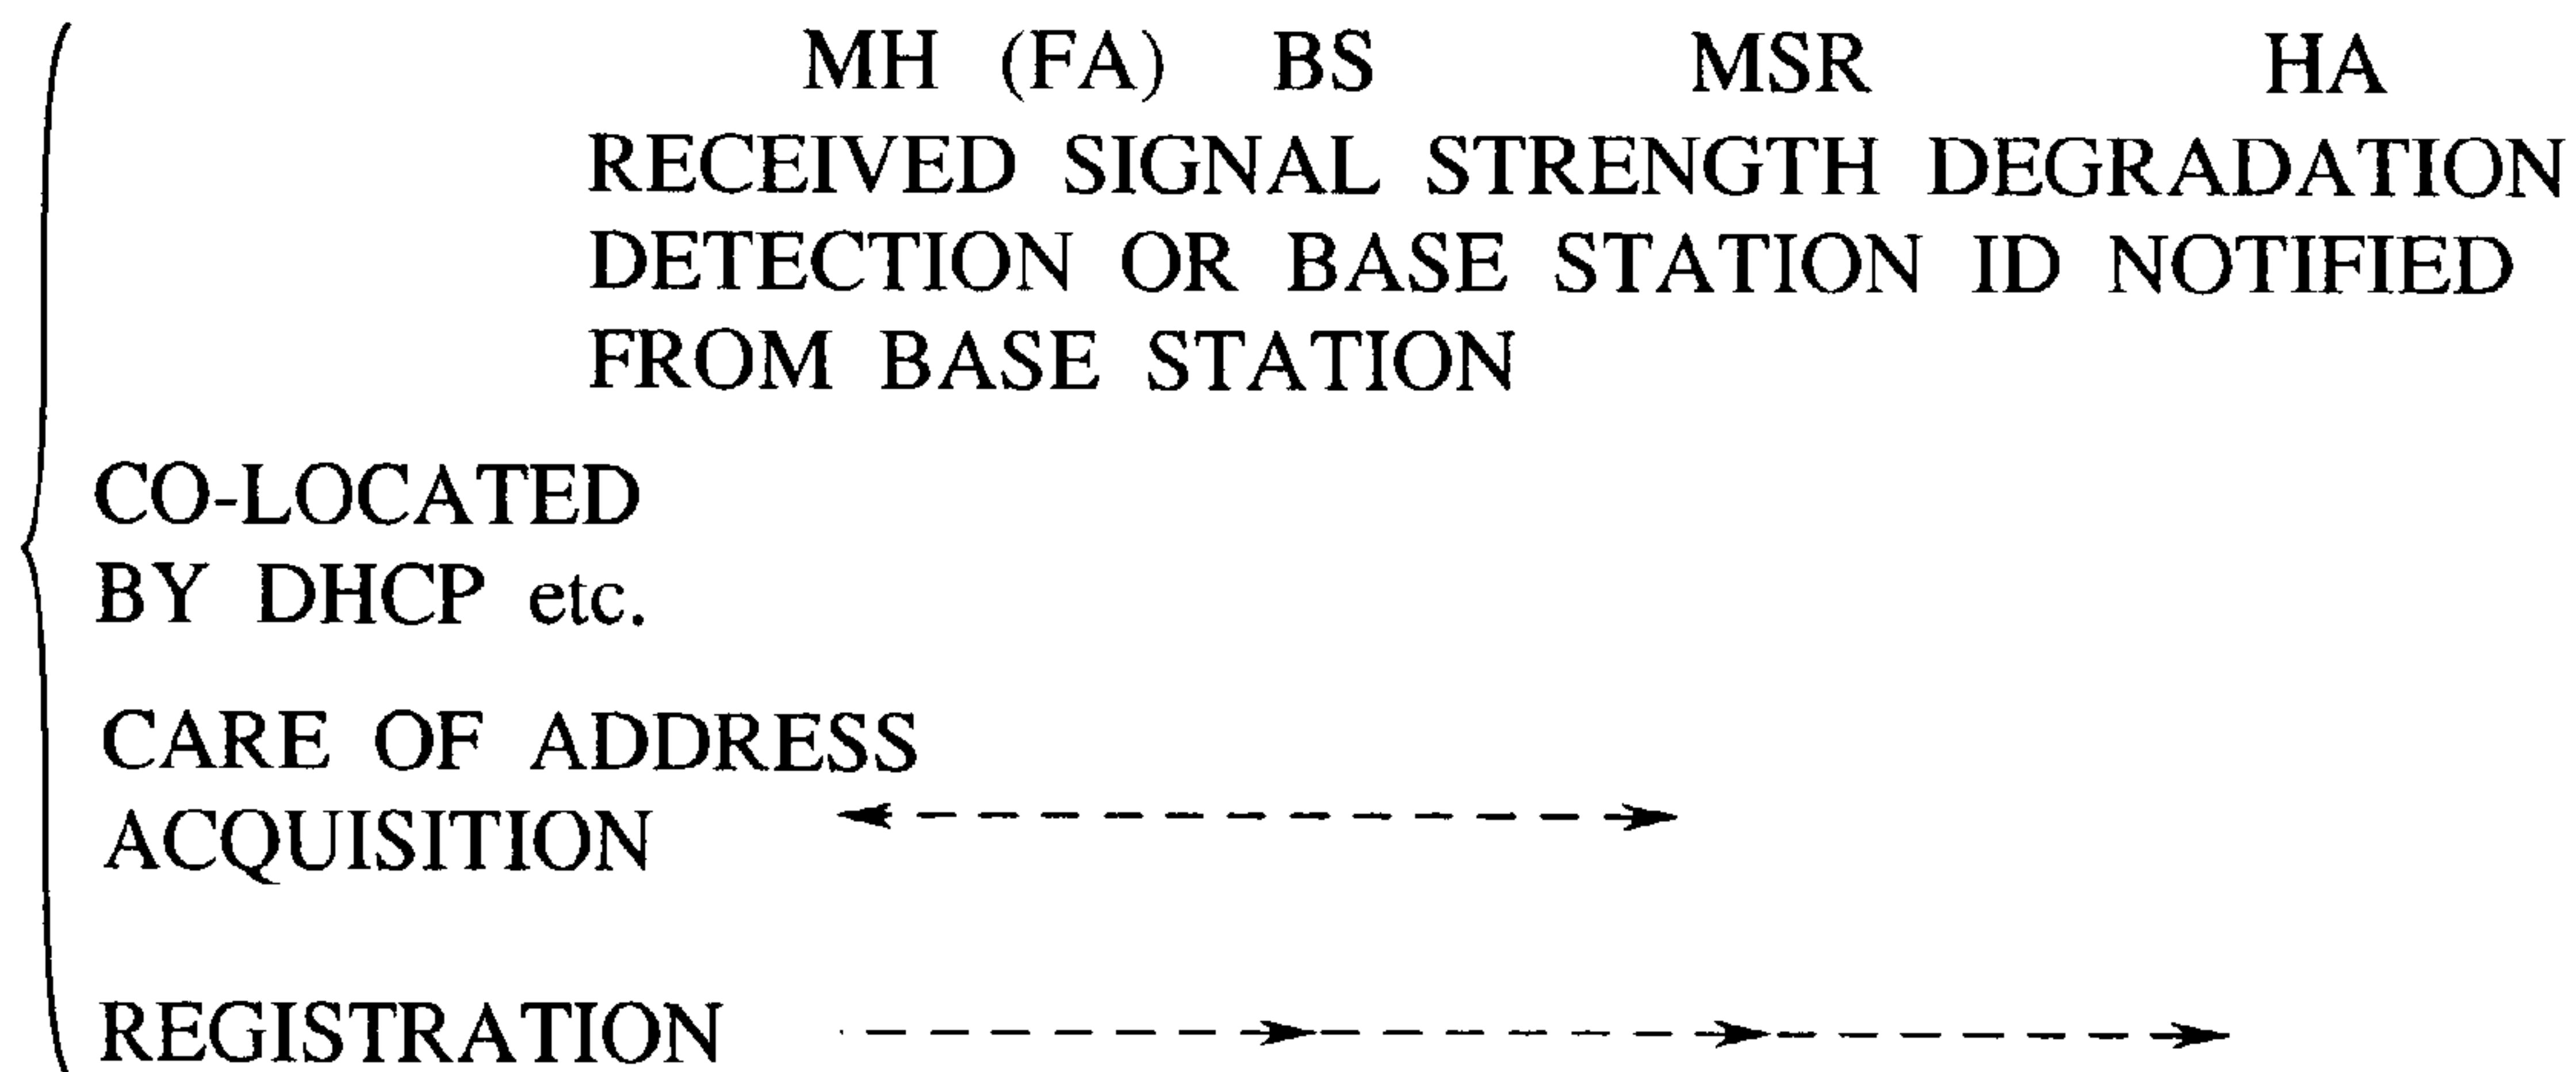 MH (FA) BS MSR HA
RECEIVED SIGNAL STRENGTH DEGRADATION
DETECTION OR BASE STATION ID NOTIFIED
FROM BASE STATION
CO-LOCATED
BY DHCP etc.
CARE OF ADDRESS
ACQUISITION
REGISTRATION